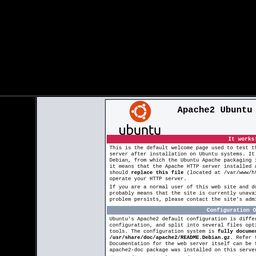 Apache2 Ubuntu
ubuntu
It works!
This is the default welcome page used to test th
server after installation on Ubuntu systems. It
Debian, from which the Ubuntu Apache packaging i
it means that the Apache HTTP server installed a
should replace this file (located at /var/www/h
operate your HTTP server.
If you are a normal user of this web site and do
probably means that the site is currently unavai
problem persists, please contact the site's admi
Configuration O
Ubuntu's Apache2 default configuration is differ
configuration, and split into several files opti
tools. The configuration system is fully docume
/usr/share/doc/apache2/README.Debian.gz. Refer
Documentation for the web server itself can be f
apache2-doc package was installed on this server